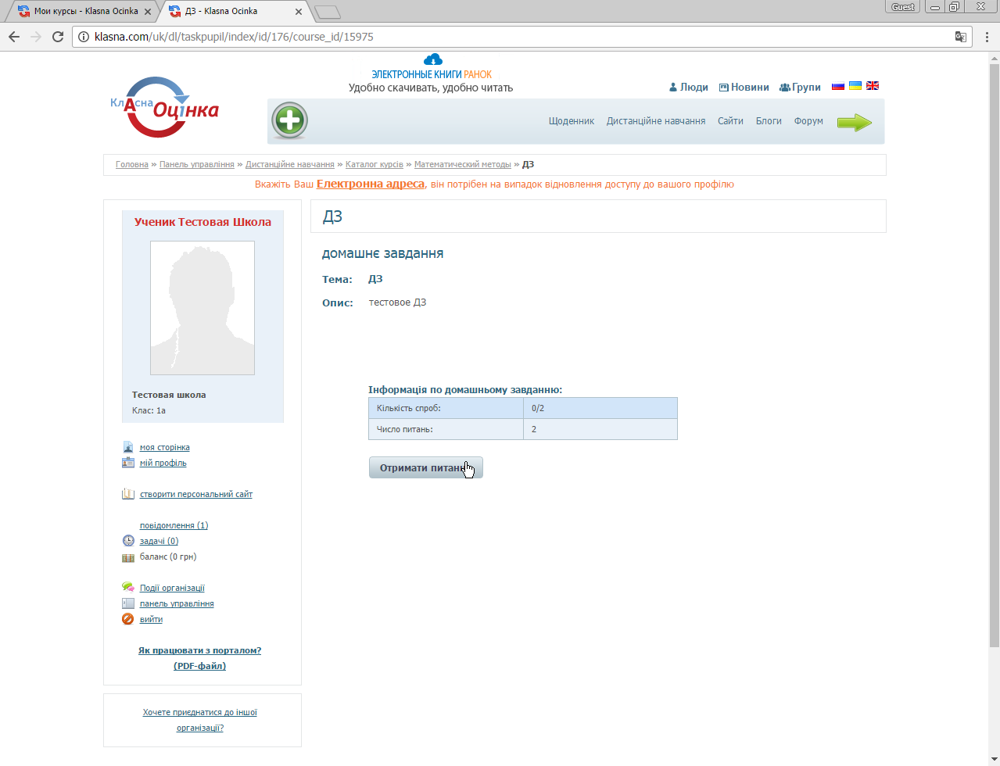 Мои курсы - Klasna Ocinka
ДЗ - Klasna Ocinka
Guest
klasna.com/uk/dl/taskpupil/index/id/176/course_id/15975
ЭЛЕКТРОННЫЕ КНИГИ РАНОК
Удобно скачивать, удобно читать
КлАсна Оцінка
Люди Новини Групи
Щоденник Дистанційне навчання Сайти Блоги Форум
Головна » Панель управління » Дистанційне навчання » Каталог курсів » Математический методы » ДЗ
Вкажіть Ваш Електронна адреса, він потрібен на випадок відновлення доступу до вашого профілю
Ученик Тестовая Школа
Тестовая школа
Клас: 1а
моя сторінка
мій профіль
створити персональний сайт
повідомлення (1)
задачі (0)
баланс (0 грн)
Події організації
панель управління
вийти
Як працювати з порталом?
(PDF-файл)
Хочете приєднатися до іншої
організації?
ДЗ
домашнє завдання
Тема: ДЗ
Опис: тестовое ДЗ
Інформація по домашньому завданню:
Кількість спроб: 0/2
Число питань: 2
Отримати питан